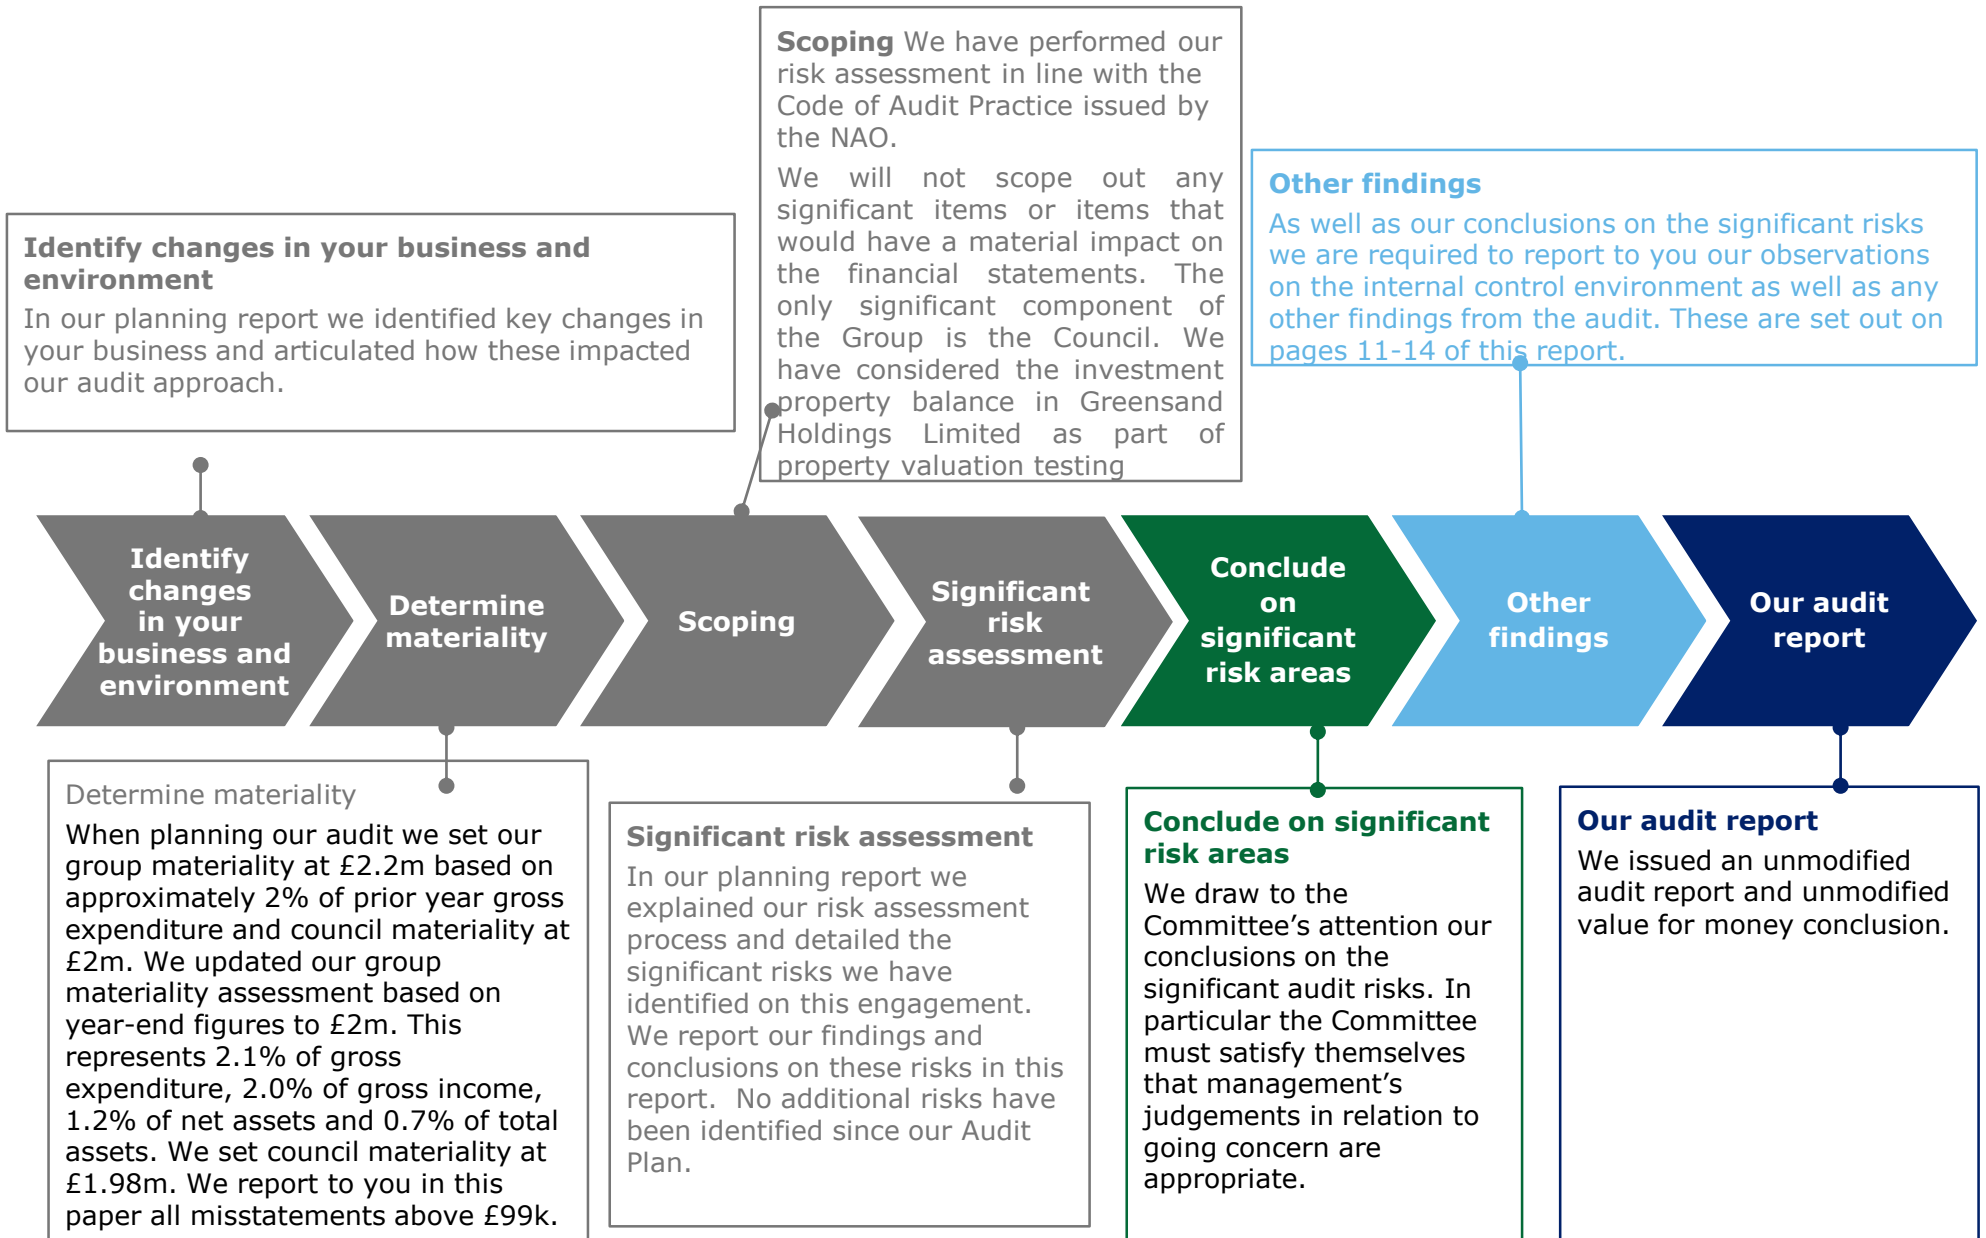 Scoping We have performed our
risk assessment in line with the
Code of Audit Practice issued by
the NAO.
We will not scope out any
significant items or items that
would have a material impact on
the financial statements. The
only significant component of
the Group is the Council. We
have considered the investment
property balance in Greensand
Holdings Limited as part of
property valuation testing
Other findings
As well as our conclusions on the significant risks
we are required to report to you our observations
on the internal control environment as well as any
other findings from the audit. These are set out on
pages 11-14 of this report.
Identify changes in your business and
environment
In our planning report we identified key changes in
your business and articulated how these impacted
our audit approach.
Identify
changes
in your
business and
environment
Determine
materiality
Scoping
Significant
risk
assessment
Conclude
on
significant
risk areas
Other
findings
Our audit
report
Determine materiality
When planning our audit we set our
group materiality at £2.2m based on
approximately 2% of prior year gross
expenditure and council materiality at
£2m. We updated our group
materiality assessment based on
year-end figures to £2m. This
represents 2.1% of gross
expenditure, 2.0% of gross income,
1.2% of net assets and 0.7% of total
assets. We set council materiality at
£1.98m. We report to you in this
paper all misstatements above £99k.
Significant risk assessment
In our planning report we
explained our risk assessment
process and detailed the
significant risks we have
identified on this engagement.
We report our findings and
conclusions on these risks in this
report.  No additional risks have
been identified since our Audit
Plan.
Conclude on significant
risk areas
We draw to the
Committee’s attention our
conclusions on the
significant audit risks. In
particular the Committee
must satisfy themselves
that management’s
judgements in relation to
going concern are
appropriate.
Our audit report
We issued an unmodified
audit report and unmodified
value for money conclusion.